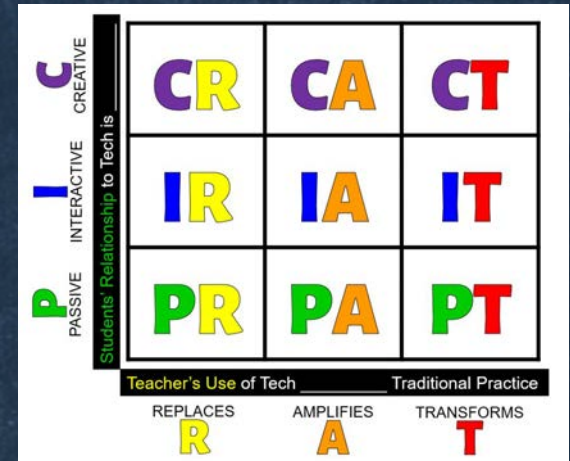 C
CREATIVE
I
INTERACTIVE
P
PASSIVE
Students' Relationship to Tech is ________
CR CA CT
IR IA IT
PR PA PT
Teacher's Use of Tech ________ Traditional Practice
REPLACES AMPLIFIES TRANSFORMS
R A T